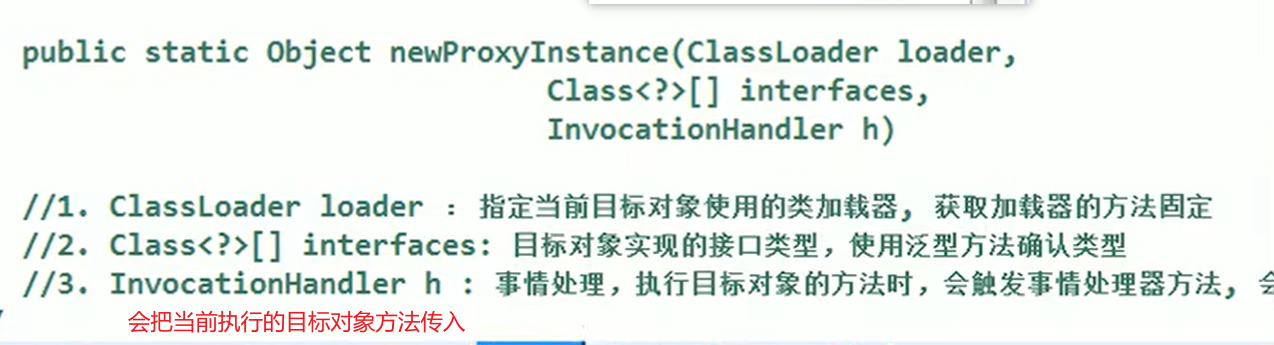 public static Object newProxyInstance(ClassLoader loader,
Class<?>[] interfaces,
InvocationHandler h)
//1. ClassLoader loader : 指定当前目标对象使用的类加载器, 获取加载器的方法固定
//2. Class<?>[] interfaces: 目标对象实现的接口类型，使用泛型方法确认类型
//3. InvocationHandler h : 事情处理，执行目标对象的方法时，会触发事情处理器方法, 会
会把当前执行的目标对象方法传入